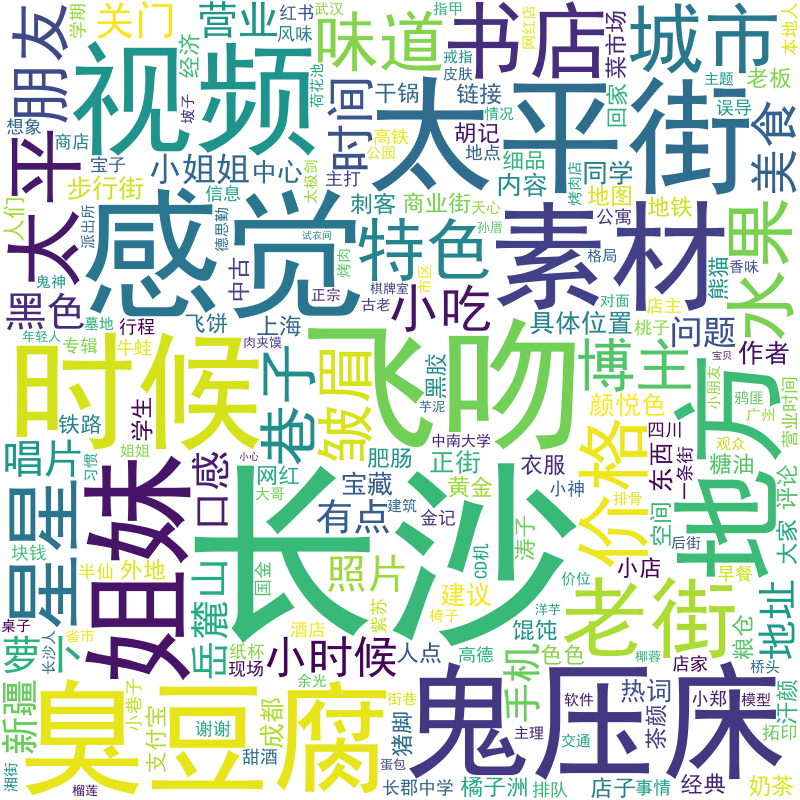 关门
营业
红书
武汉
指甲
网红店
本地人
朋友
学期
风味
味道
书店
菜市场
城市
经济
视频
荷花池
戒指
皮肤
主题
老板
想象
商店
坡子
时间
干锅
链接
情况
回家
误导
美食
太平
宝子
小姐姐
中心
高铁
公园
胡记
地点
太平街
步行街
信息
太极剑
主打
细品
内容
同学
烤肉店
人们
派出所
德思勤
感觉
刺客
商业街
天心
地图
公寓
地铁
水果
黑色
鬼神
中古
试衣间
烤肉
特色
孙厝
素材
格局
熊猫
香味
年轻人
墓地
行程
飞饼
上海
正宗
棋牌室
古老
小吃
市区
具体位置
对面
店主
桃子
专辑
牛蛙
肉夹馍
飞吻
博主
问题
作者
宝贝
时候
巷子
皱眉
黑胶
芋泥
颜悦色
小朋友
鸦匪
广东
营业时间
铁路
学生
唱片
姐姐
小心
中南大学
价格
四川
观众
地方
习惯
口感
网红
大哥
肥肠
正街
衣服
东西
一条街
糖油
星星
姐妹
宝藏
建筑
黄金
小神
排骨
空间
后街
大家
评论
块钱
有点
金记
长沙
涛子
CD机
半仙
外地
岳麓山
国金
照片
紫苏
建议
椅子
价位
小店
早餐
桌子
省市
酒店
洋芋
老街
地址
长沙人
纸杯
现场
小时候
人点
馄饨
粮仓
新疆
高德
色色
椰蓉
店家
桥头
臭豆腐
小巷子
支付宝
谢谢
成都
余光
街巷
手机
鬼压床
热词
软件
小郑
模型
汗颜
茶颜
拓印
猪脚
主理
交通
湘街
甜酒
蛋包
榴莲
长郡中学
橘子洲
排队
店子
事情
经典
奶茶